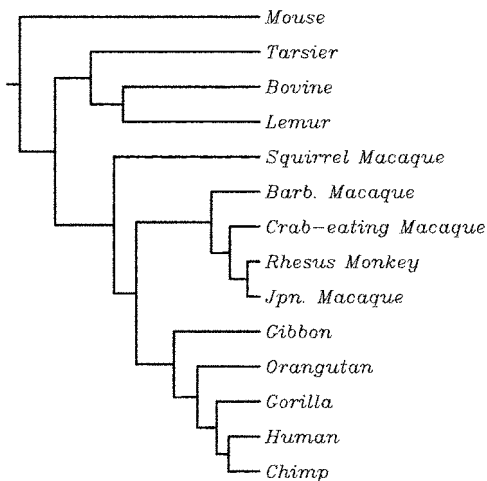 Mouse
Tarsier
Bovine
Lemur
Squirrel Macaque
Barb. Macaque
Crab-eating Macaque
Rhesus Monkey
Jpn. Macaque
Gibbon
Orangutan
Gorilla
Human
Chimp